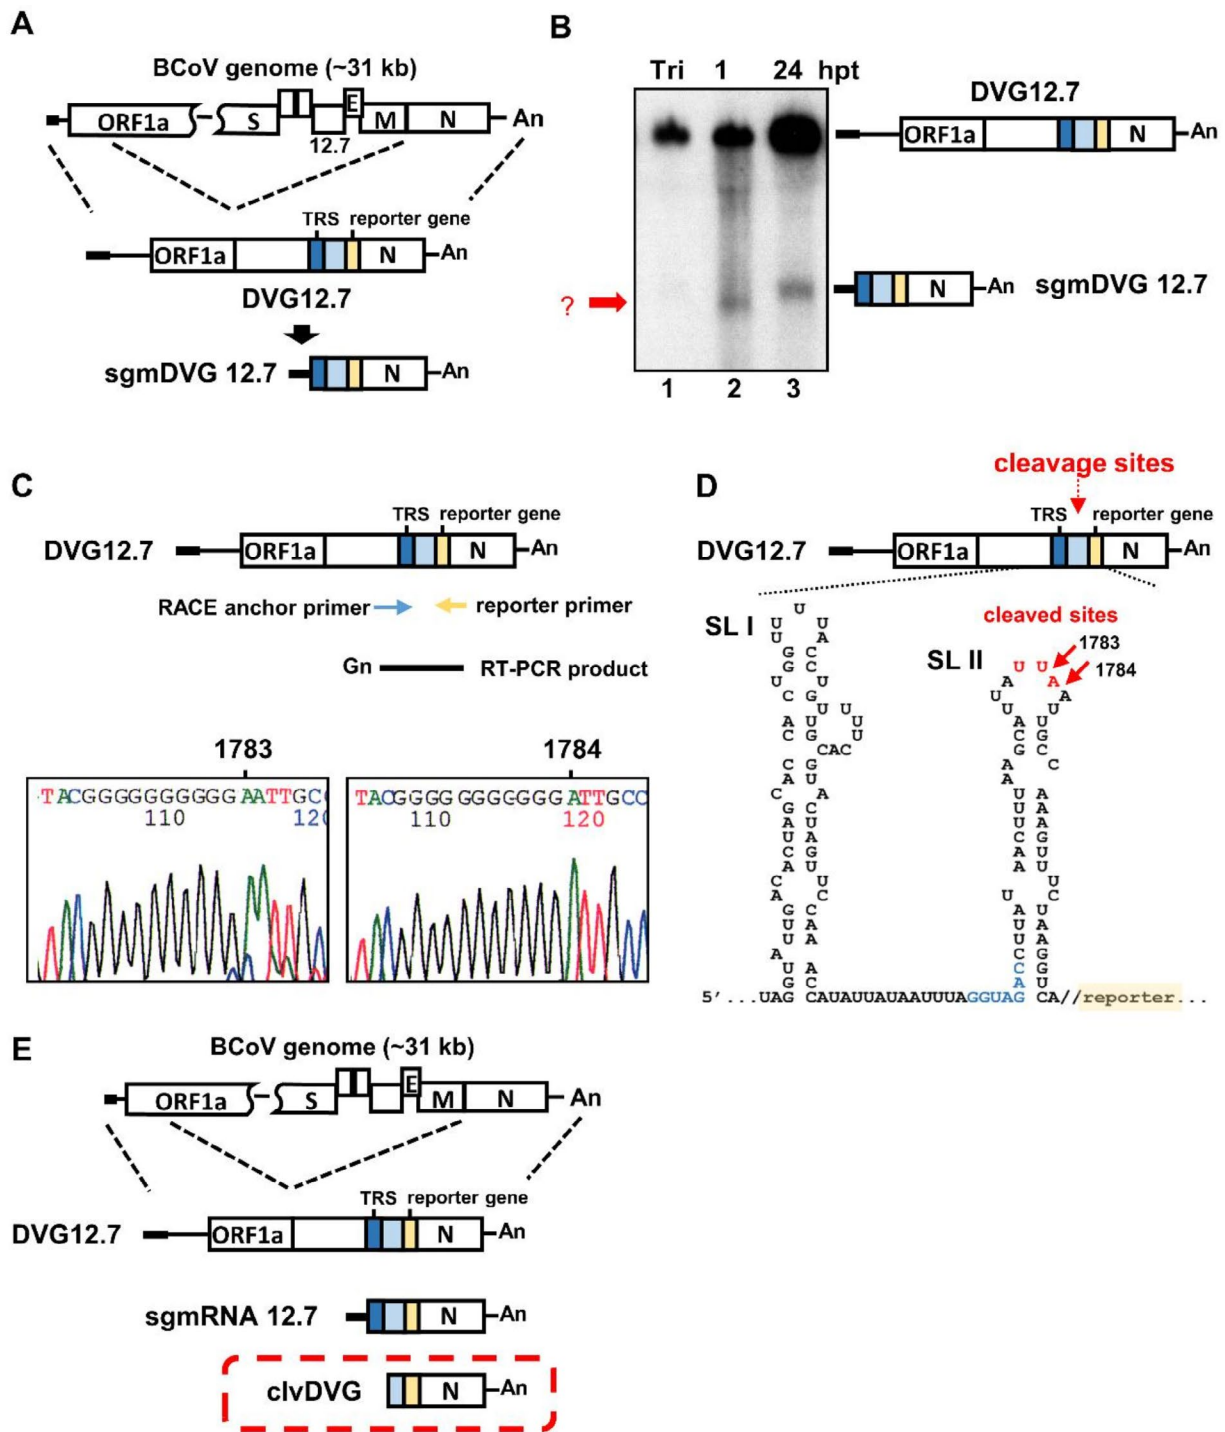 A
BCoV genome (~31 kb)
ORF1a S E M N An
12.7
TRS reporter gene
ORF1a N An
DVG12.7
sgmDVG 12.7 N An
B
Tri 1 24 hpt
DVG12.7
ORF1a N An
?
N An sgmDVG 12.7
1 2 3
C
TRS reporter gene
DVG12.7 ORF1a N An
RACE anchor primer reporter primer
Gn RT-PCR product
1783 1784
TACGGGGGGGGGGGAATTGC
110 120
TACGGGGGGGGGGGATTGCC
110 120
D
cleavage sites
TRS reporter gene
DVG12.7 ORF1a N An
cleaved sites
SL I
SL II
1783
1784
5′...UAG CAUAUUAUAAUUUAGGUAG CA//reporter...
E
BCoV genome (~31 kb)
ORF1a S E M N An
TRS reporter gene
DVG12.7 ORF1a N An
sgmRNA 12.7 N An
clvDVG N An